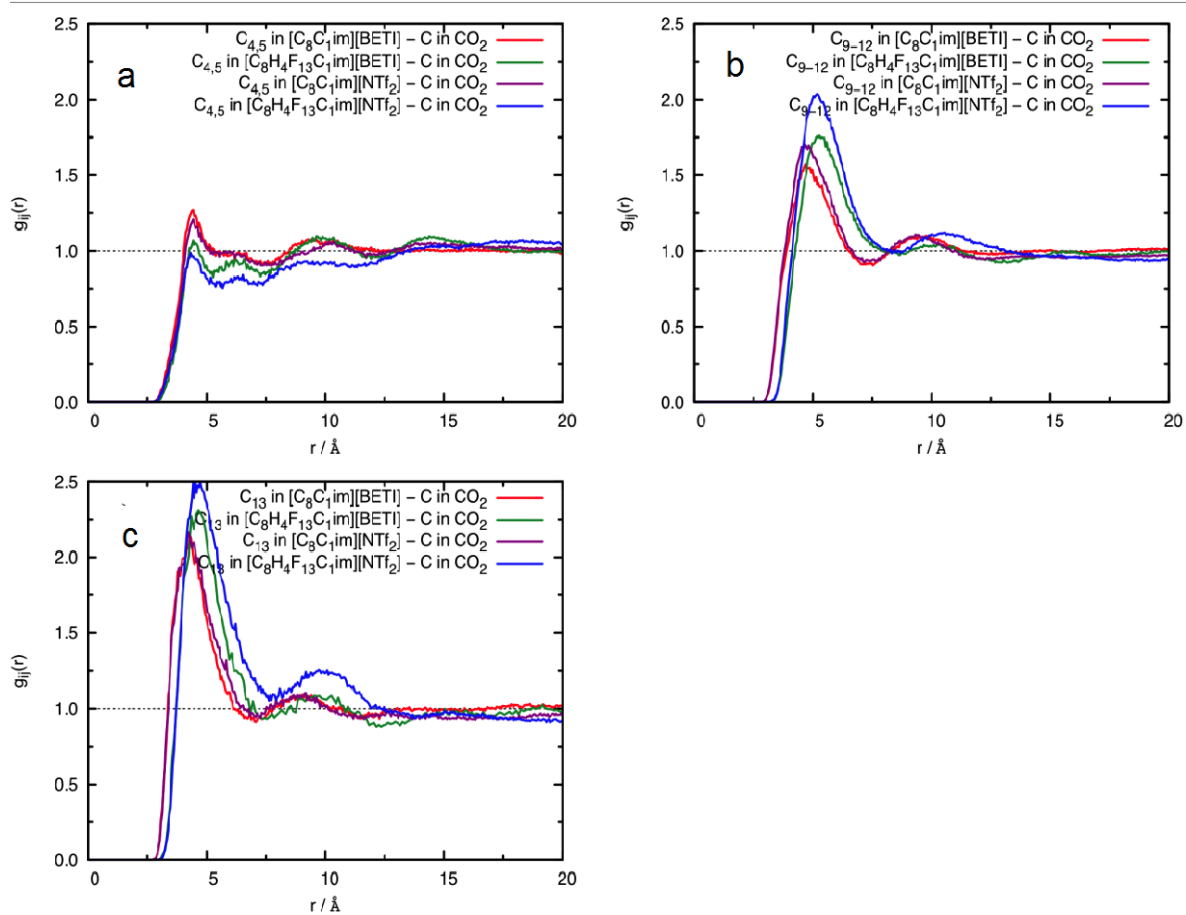 a
C4,5 in [C8C1im][BETI] – C in CO2
C4,5 in [C8H4F13C1im][BETI] – C in CO2
C4,5 in [C8C1im][NTf2] – C in CO2
C4,5 in [C8H4F13C1im][NTf2] – C in CO2
2.5
2.0
1.5
1.0
0.5
0.0
gij(r)
0 5 10 15 20
r / Å
b
C9–12 in [C8C1im][BETI] – C in CO2
C9–12 in [C8H4F13C1im][BETI] – C in CO2
C9–12 in [C8C1im][NTf2] – C in CO2
C9–12 in [C8H4F13C1im][NTf2] – C in CO2
2.5
2.0
1.5
1.0
0.5
0.0
gij(r)
0 5 10 15 20
r / Å
c
C13 in [C8C1im][BETI] – C in CO2
C13 in [C8H4F13C1im][BETI] – C in CO2
C13 in [C8C1im][NTf2] – C in CO2
C13 in [C8H4F13C1im][NTf2] – C in CO2
2.5
2.0
1.5
1.0
0.5
0.0
gij(r)
0 5 10 15 20
r / Å